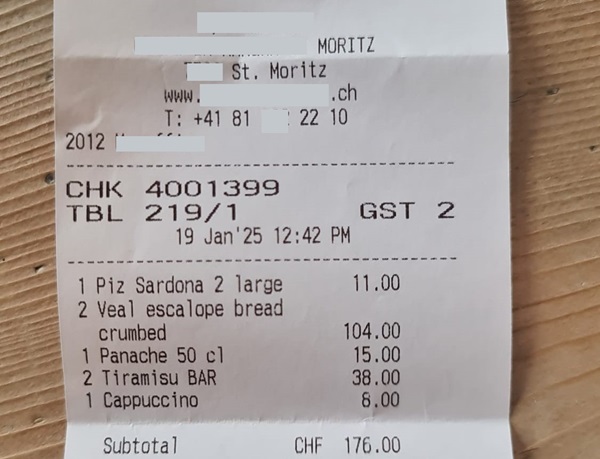 MORITZ
St. Moritz
www. .ch
T: +41 81 22 10
2012
--------------------------------------------
CHK 4001399
TBL 219/1 GST 2
19 Jan'25 12:42 PM
--------------------------------------------
1 Piz Sardona 2 large 11.00
2 Veal escalope bread
crumbed 104.00
1 Panache 50 cl 15.00
2 Tiramisu BAR 38.00
1 Cappuccino 8.00
Subtotal CHF 176.00